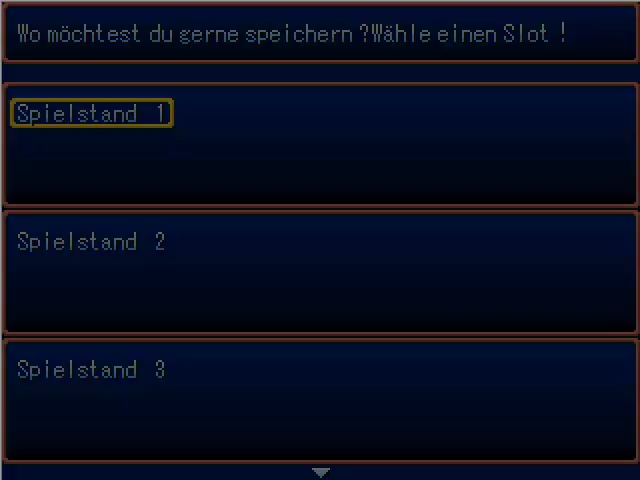 Wo möchtest du gerne speichern ?Wähle einen Slot !
Spielstand 1
Spielstand 2
Spielstand 3